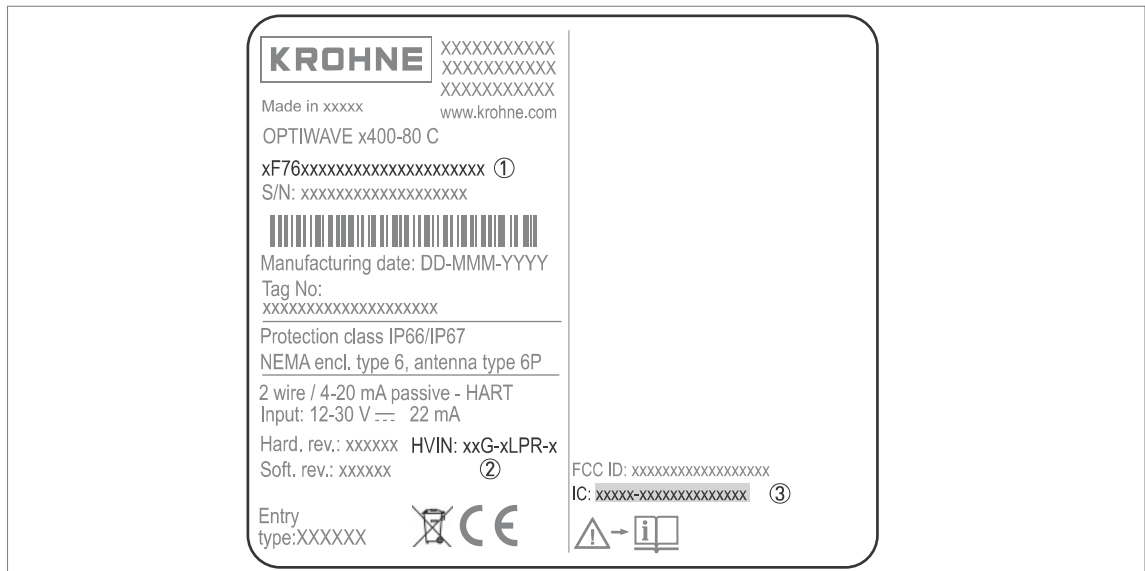 KROHNE
XXXXXXXXXXX
XXXXXXXXXXX
XXXXXXXXXXX
Made in xxxxx
www.krohne.com
OPTIWAVE x400-80 C
xF76xxxxxxxxxxxxxxxxxxxxx ①
S/N: xxxxxxxxxxxxxxxxxxx
Manufacturing date: DD-MMM-YYYY
Tag No:
xxxxxxxxxxxxxxxxxxxx
Protection class IP66/IP67
NEMA encl. type 6, antenna type 6P
2 wire / 4-20 mA passive - HART
Input: 12-30 V 22 mA
Hard. rev.: xxxxxx HVIN: xxG-xLPR-x
Soft. rev.: xxxxxx ②
Entry
type:XXXXXX
CE
FCC ID: xxxxxxxxxxxxxxxxxx
IC: xxxxx-xxxxxxxxxxxxxx ③
i